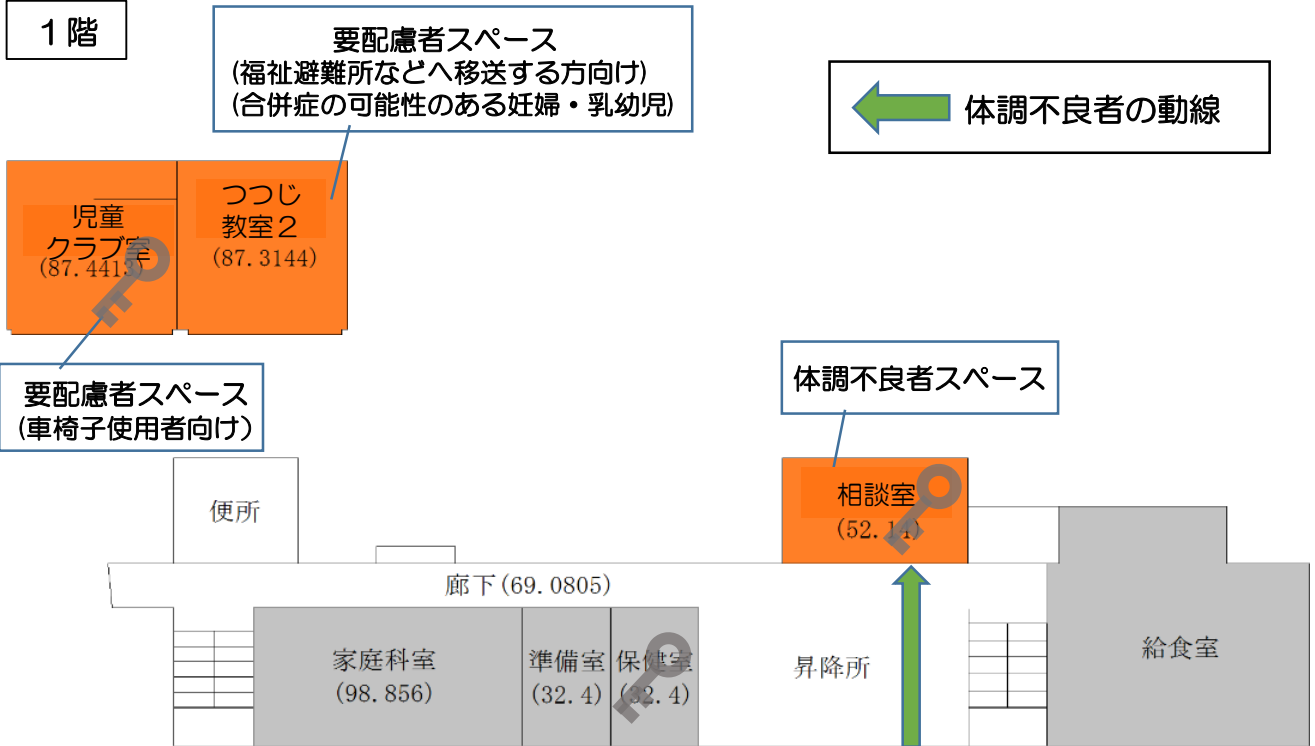 1階
要配慮者スペース
(福祉避難所などへ移送する方向け)
(合併症の可能性のある妊婦・乳幼児)
体調不良者の動線
児童
クラブ室
(87.4413)
つつじ
教室2
(87.3144)
要配慮者スペース
(車椅子使用者向け)
体調不良者スペース
相談室
(52.14)
便所
廊下(69.0805)
家庭科室
(98.856)
準備室
(32.4)
保健室
(32.4)
昇降所
給食室